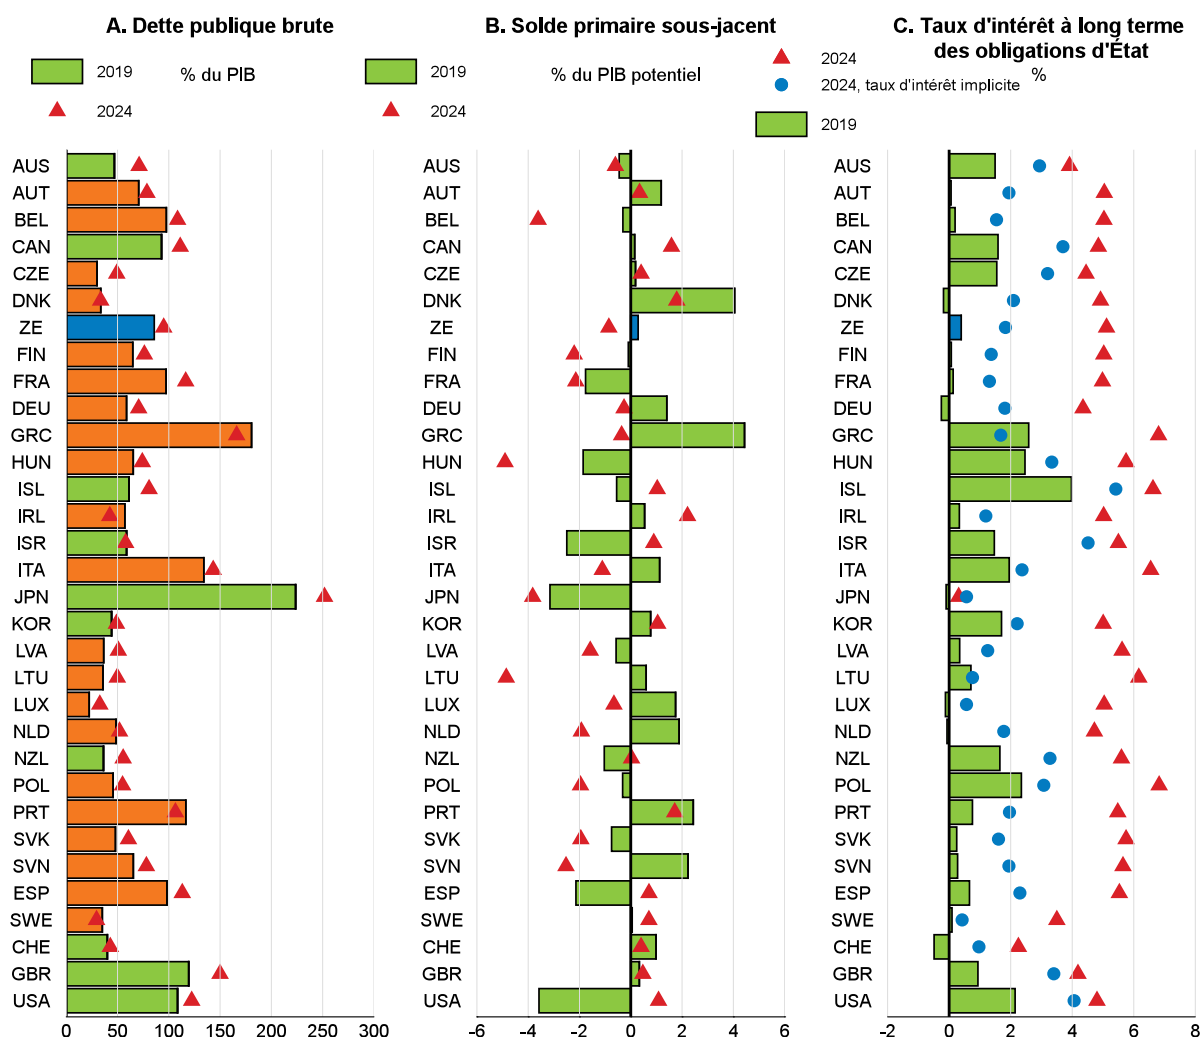 A. Dette publique brute
% du PIB
2019
2024
AUS
AUT
BEL
CAN
CZE
DNK
ZE
FIN
FRA
DEU
GRC
HUN
ISL
IRL
ISR
ITA
JPN
KOR
LVA
LTU
LUX
NLD
NZL
POL
PRT
SVK
SVN
ESP
SWE
CHE
GBR
USA
0 50 100 150 200 250 300
B. Solde primaire sous-jacent
% du PIB potentiel
2019
2024
AUS
AUT
BEL
CAN
CZE
DNK
ZE
FIN
FRA
DEU
GRC
HUN
ISL
IRL
ISR
ITA
JPN
KOR
LVA
LTU
LUX
NLD
NZL
POL
PRT
SVK
SVN
ESP
SWE
CHE
GBR
USA
-6 -4 -2 0 2 4 6
C. Taux d'intérêt à long terme
des obligations d'État
%
2024
2024, taux d'intérêt implicite
2019
AUS
AUT
BEL
CAN
CZE
DNK
ZE
FIN
FRA
DEU
GRC
HUN
ISL
IRL
ISR
ITA
JPN
KOR
LVA
LTU
LUX
NLD
NZL
POL
PRT
SVK
SVN
ESP
SWE
CHE
GBR
USA
-2 0 2 4 6 8